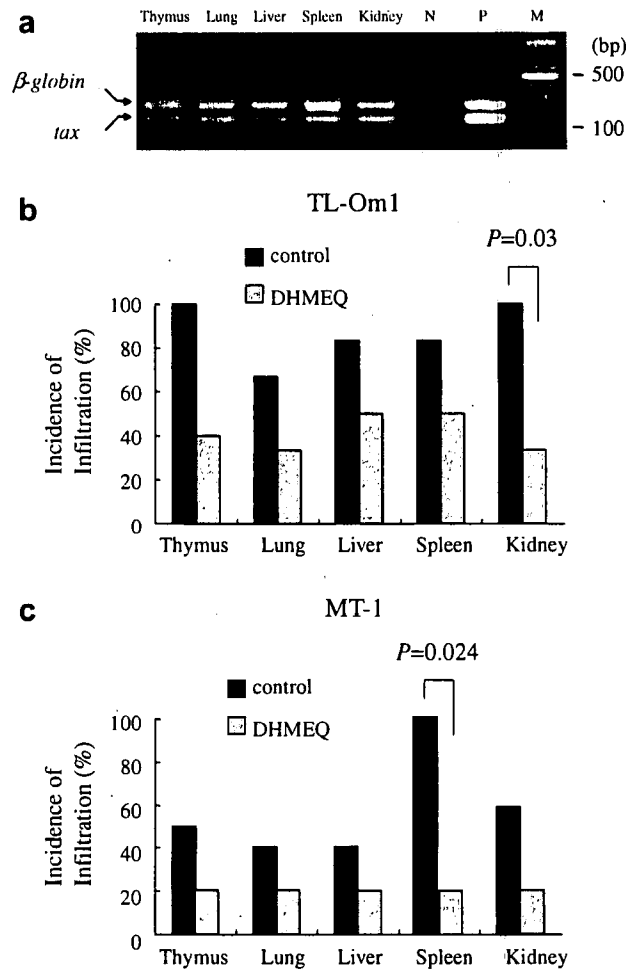 a
Thymus Lung Liver Spleen Kidney N P M
(bp)
β-globin
500
tax
100
b
TL-Om1
P=0.03
control
DHMEQ
Incidence of
Infiltration (%)
100
80
60
40
20
0
Thymus Lung Liver Spleen Kidney
c
MT-1
P=0.024
control
DHMEQ
Incidence of
Infiltration (%)
100
80
60
40
20
0
Thymus Lung Liver Spleen Kidney